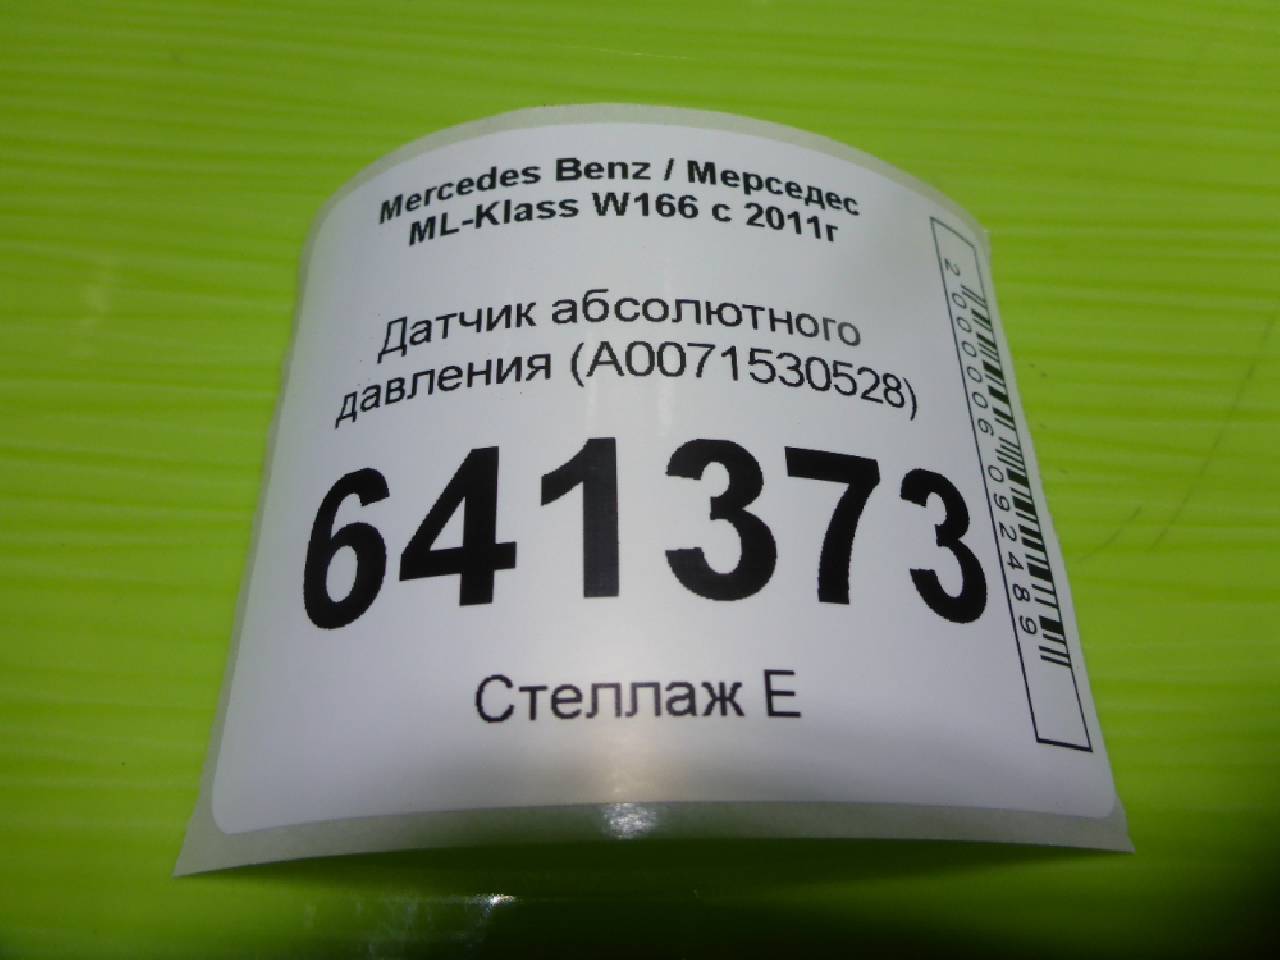 Mercedes Benz / Мерседес
ML-Klass W166 с 2011г
Датчик абсолютного
давления (A0071530528)
641373
Стеллаж Е
2000006092489